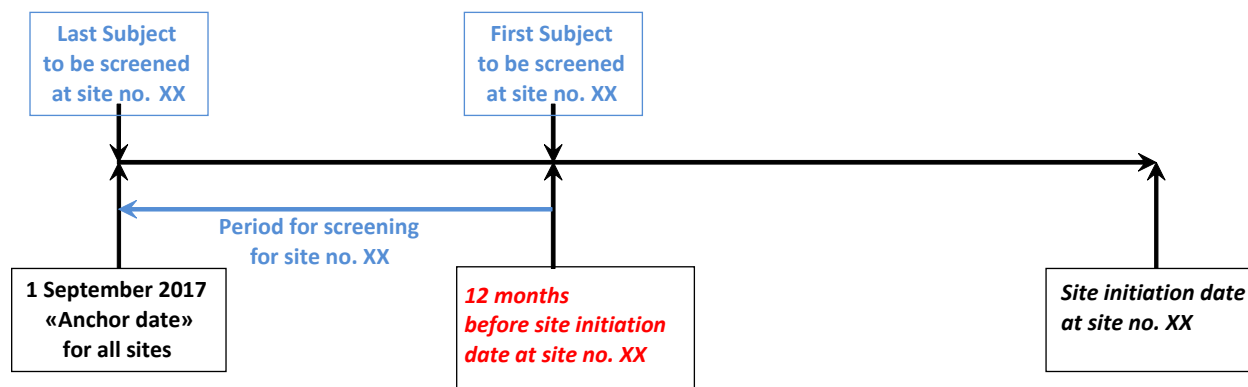 Last Subject
to be screened
at site no. XX
First Subject
to be screened
at site no. XX
Period for screening
for site no. XX
1 September 2017
«Anchor date»
for all sites
12 months
before site initiation
date at site no. XX
Site initiation date
at site no. XX